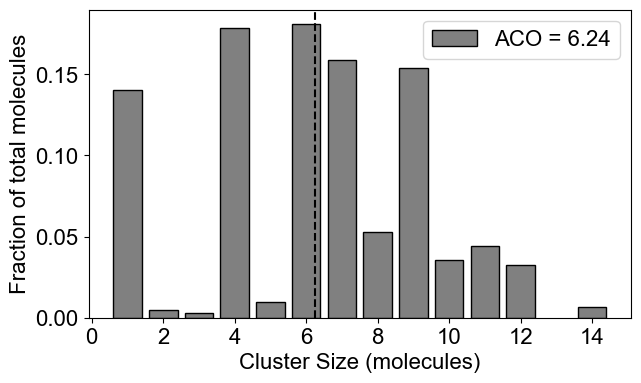 ACO = 6.24
Fraction of total molecules
0.15
0.10
0.05
0.00
0 2 4 6 8 10 12 14
Cluster Size (molecules)